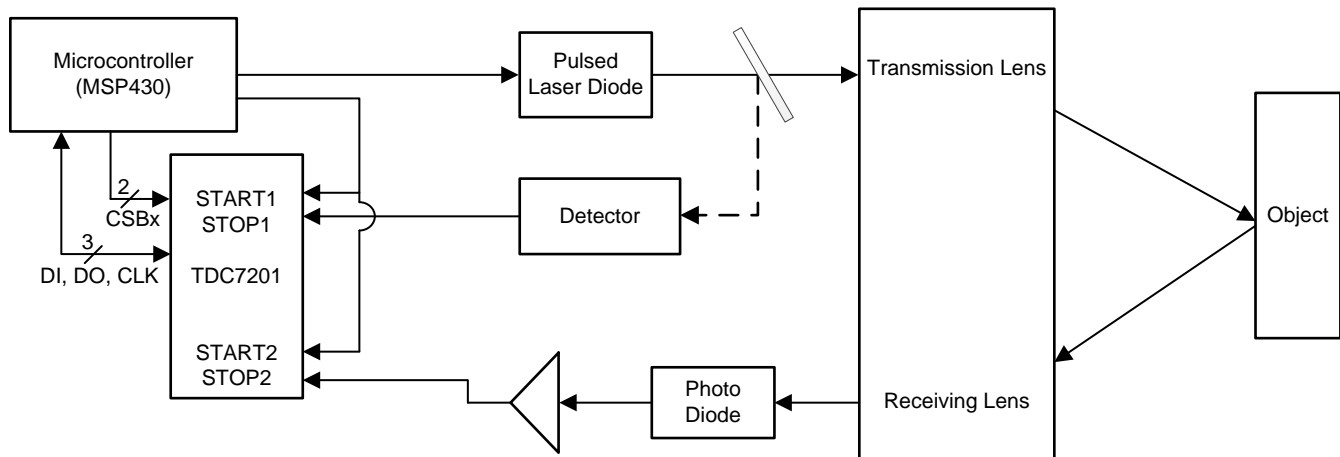 Microcontroller
(MSP430)
Pulsed
Laser Diode
Transmission Lens
2
CSBx
START1
STOP1
Detector
Object
3
DI, DO, CLK
TDC7201
START2
STOP2
Photo
Diode
Receiving Lens